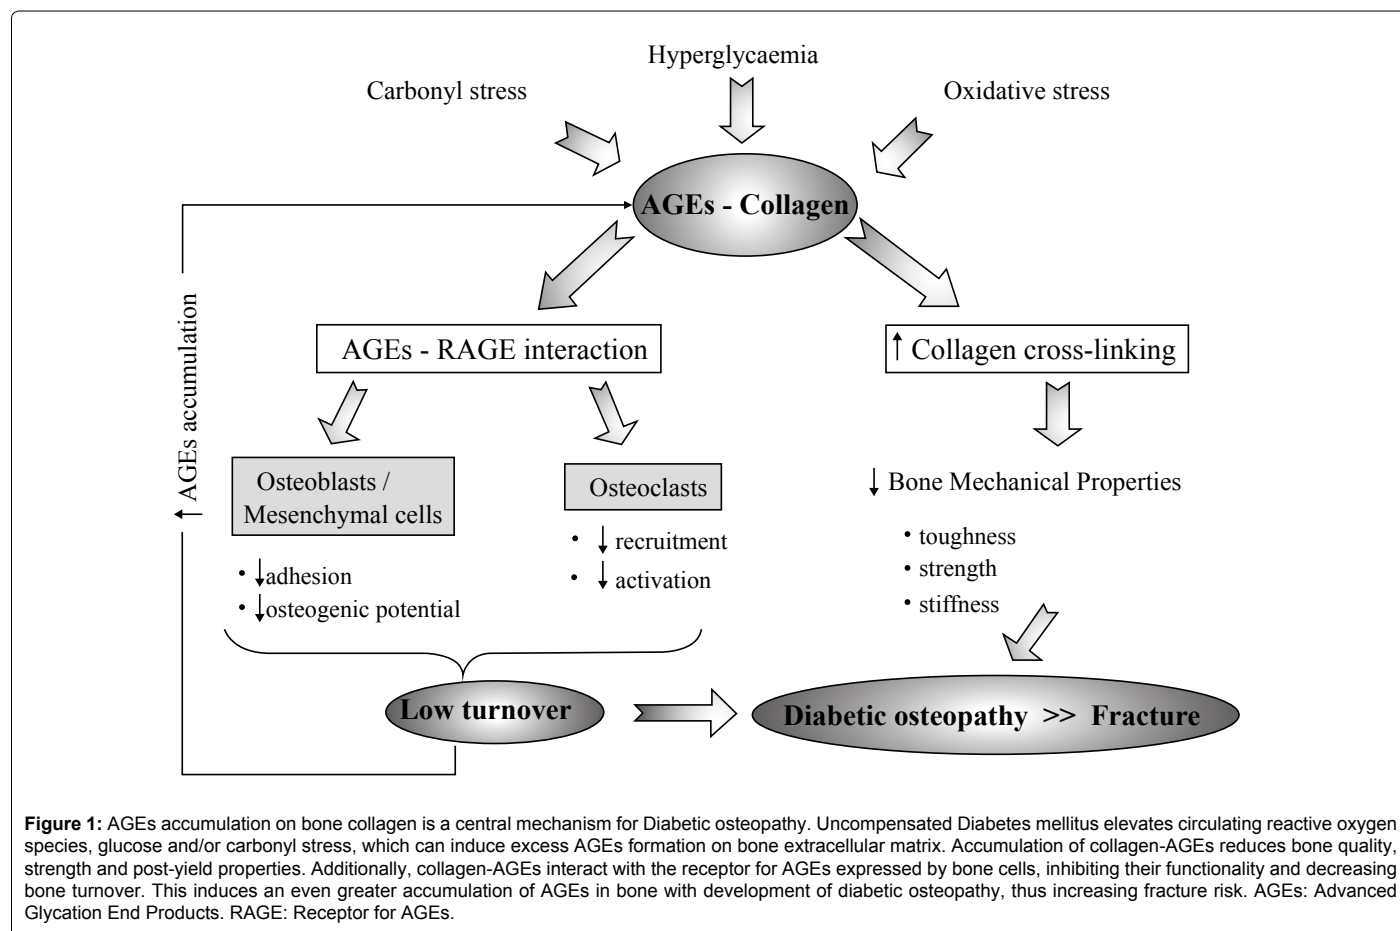 Hyperglycaemia
Carbonyl stress
Oxidative stress
AGEs - Collagen
↑ AGEs accumulation
AGEs - RAGE interaction
↑ Collagen cross-linking
Osteoblasts /
Mesenchymal cells
Osteoclasts
↓ Bone Mechanical Properties
• ↓ adhesion
• ↓ osteogenic potential
• ↓ recruitment
• ↓ activation
• toughness
• strength
• stiffness
Low turnover
Diabetic osteopathy >> Fracture
Figure 1: AGEs accumulation on bone collagen is a central mechanism for Diabetic osteopathy. Uncompensated Diabetes mellitus elevates circulating reactive oxygen
species, glucose and/or carbonyl stress, which can induce excess AGEs formation on bone extracellular matrix. Accumulation of collagen-AGEs reduces bone quality,
strength and post-yield properties. Additionally, collagen-AGEs interact with the receptor for AGEs expressed by bone cells, inhibiting their functionality and decreasing
bone turnover. This induces an even greater accumulation of AGEs in bone with development of diabetic osteopathy, thus increasing fracture risk. AGEs: Advanced
Glycation End Products. RAGE: Receptor for AGEs.